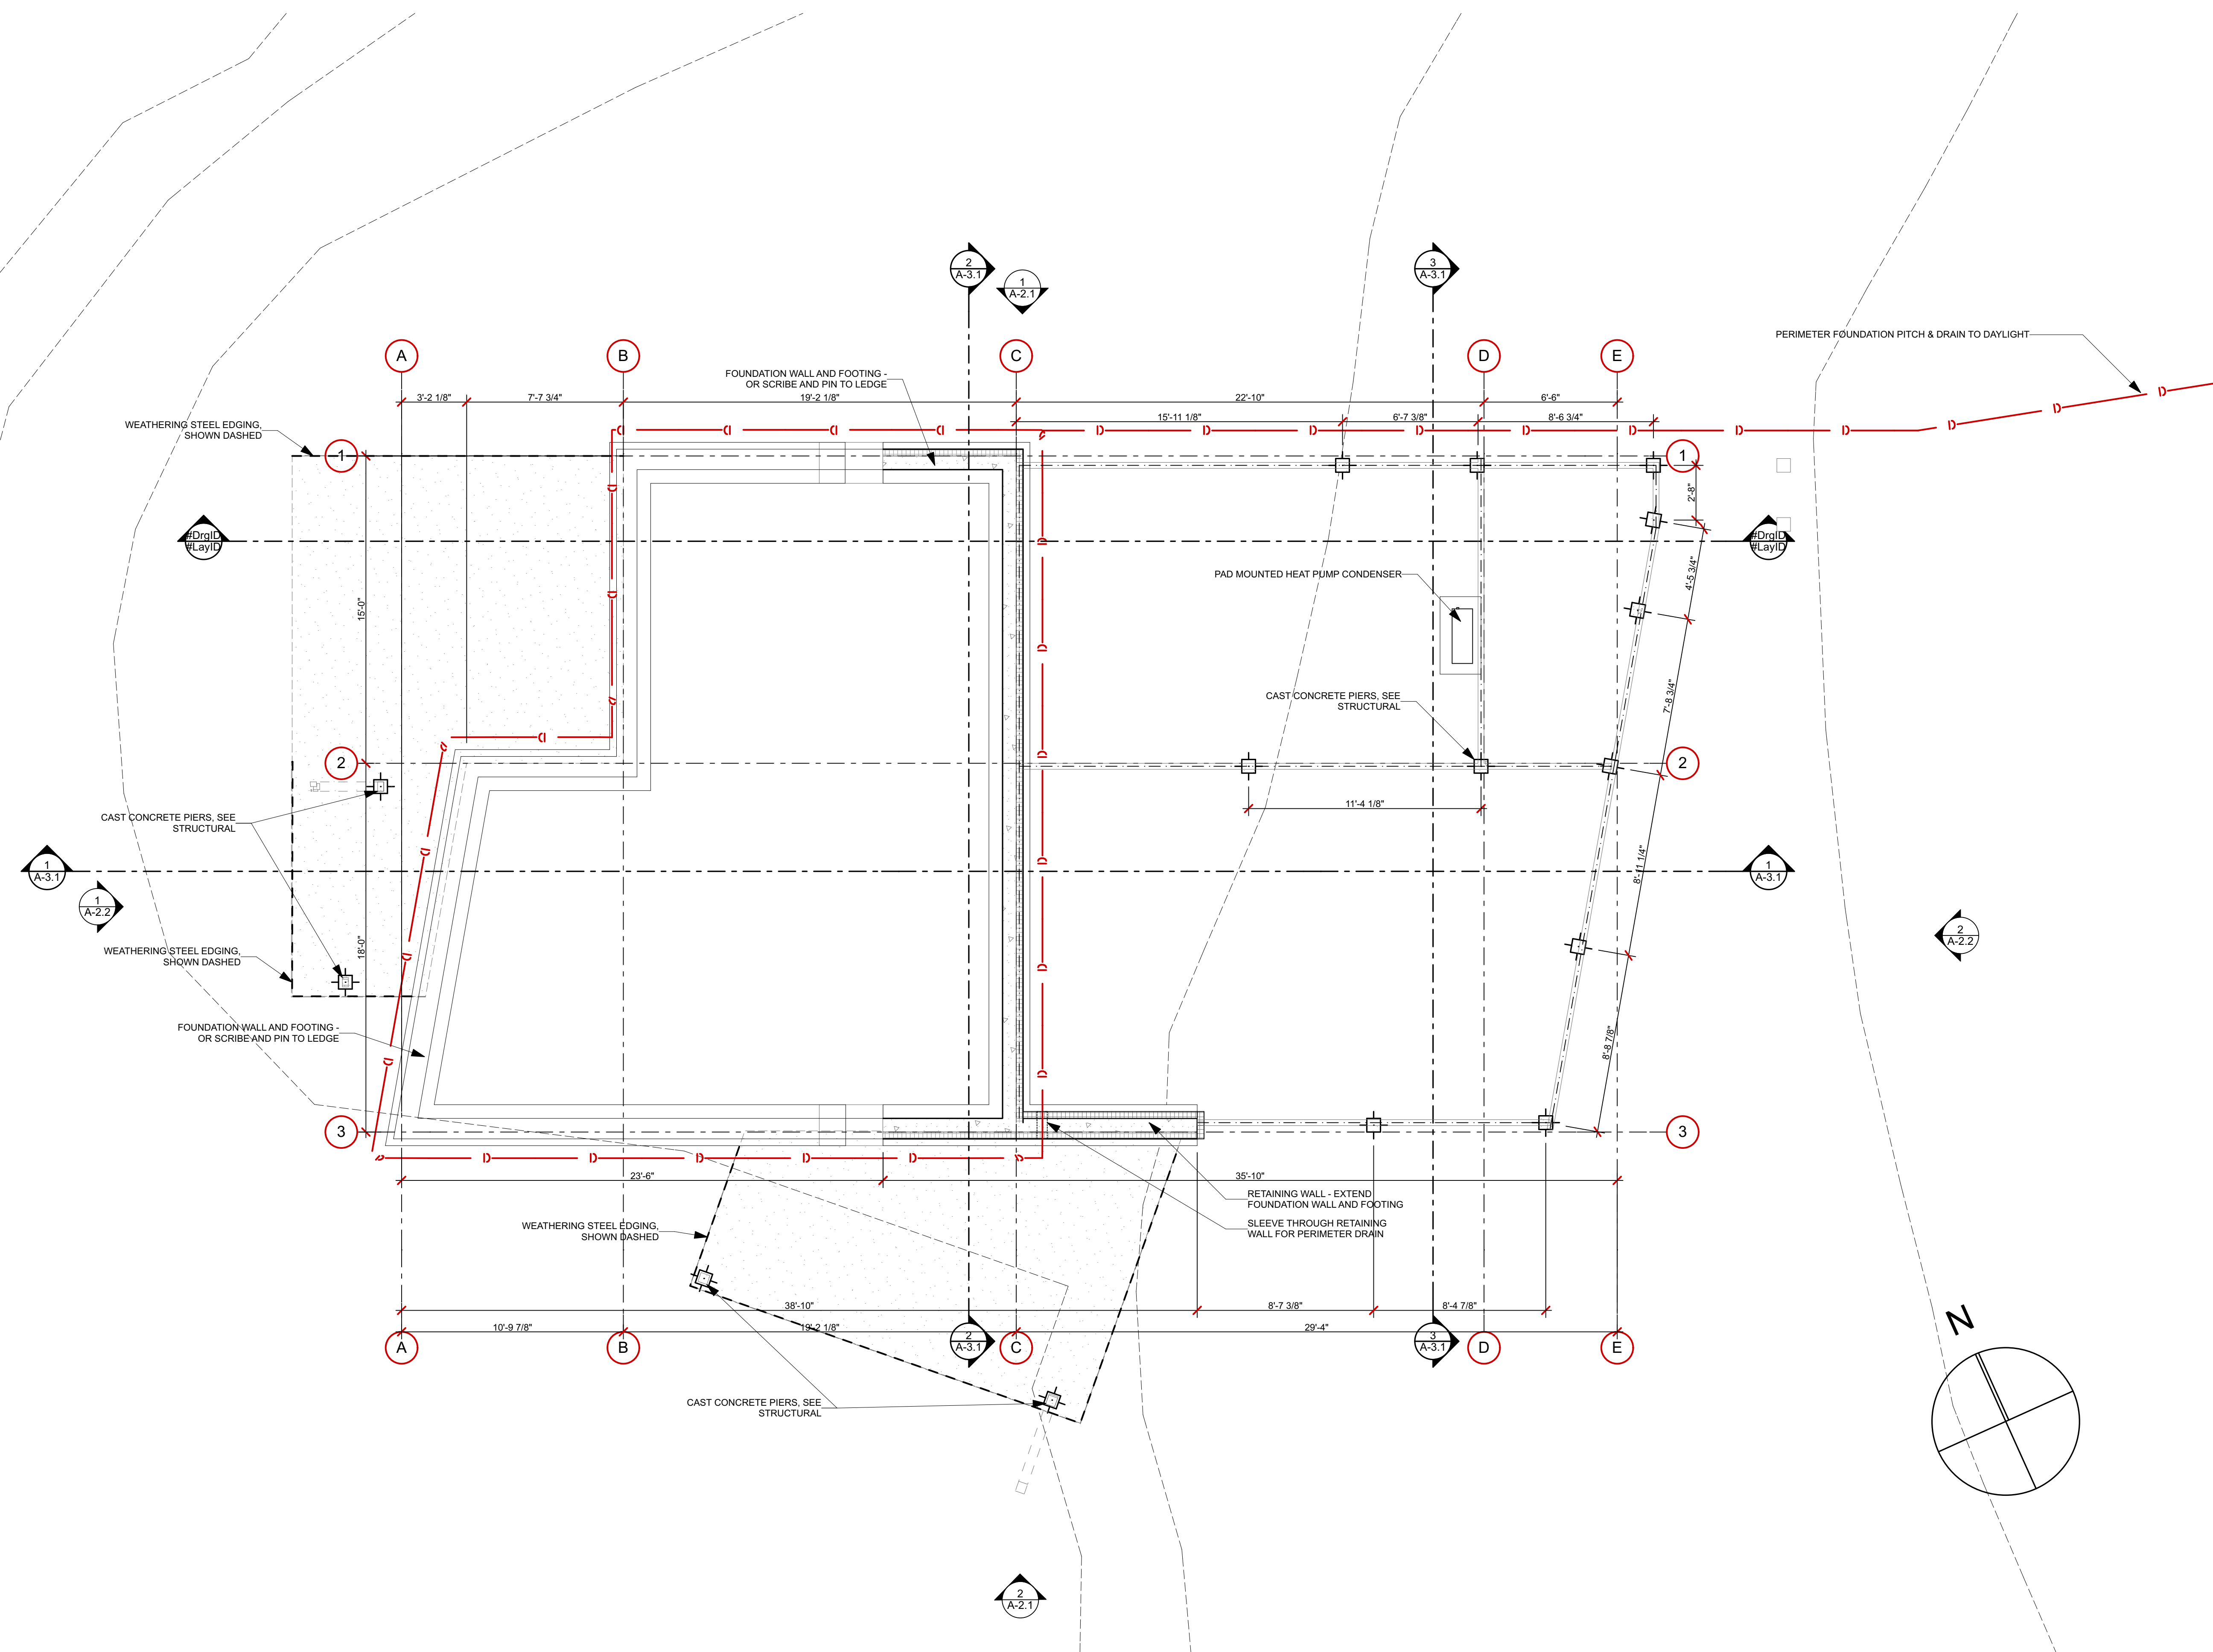 2
A-3.1
1
A-2.1
3
A-3.1
PERIMETER FOUNDATION PITCH & DRAIN TO DAYLIGHT
A
B
C
D
E
FOUNDATION WALL AND FOOTING -
OR SCRIBE AND PIN TO LEDGE
3'-2 1/8"
7'-7 3/4"
19'-2 1/8"
22'-10"
6'-6"
15'-11 1/8"
6'-7 3/8"
8'-6 3/4"
WEATHERING STEEL EDGING,
SHOWN DASHED
D D D D D D D D D D D D D D D
1
1
2'-8"
#DrgID
#LayID
#DrgID
#LayID
PAD MOUNTED HEAT PUMP CONDENSER
4'-5 3/4"
15'-0"
CAST CONCRETE PIERS, SEE
STRUCTURAL
7'-8 3/4"
2
2
11'-4 1/8"
CAST CONCRETE PIERS, SEE
STRUCTURAL
1
A-3.1
1
A-3.1
8'-11 1/4"
1
A-2.2
2
A-2.2
18'-0"
WEATHERING STEEL EDGING,
SHOWN DASHED
FOUNDATION WALL AND FOOTING -
OR SCRIBE AND PIN TO LEDGE
8'-8 7/8"
3
3
D D D D D D D
23'-6"
35'-10"
RETAINING WALL - EXTEND
FOUNDATION WALL AND FOOTING
SLEEVE THROUGH RETAINING
WALL FOR PERIMETER DRAIN
WEATHERING STEEL EDGING,
SHOWN DASHED
38'-10"
8'-7 3/8"
8'-4 7/8"
10'-9 7/8"
19'-2 1/8"
29'-4"
A
B
2
A-3.1
C
3
A-3.1
D
E
N
CAST CONCRETE PIERS, SEE
STRUCTURAL
2
A-2.1